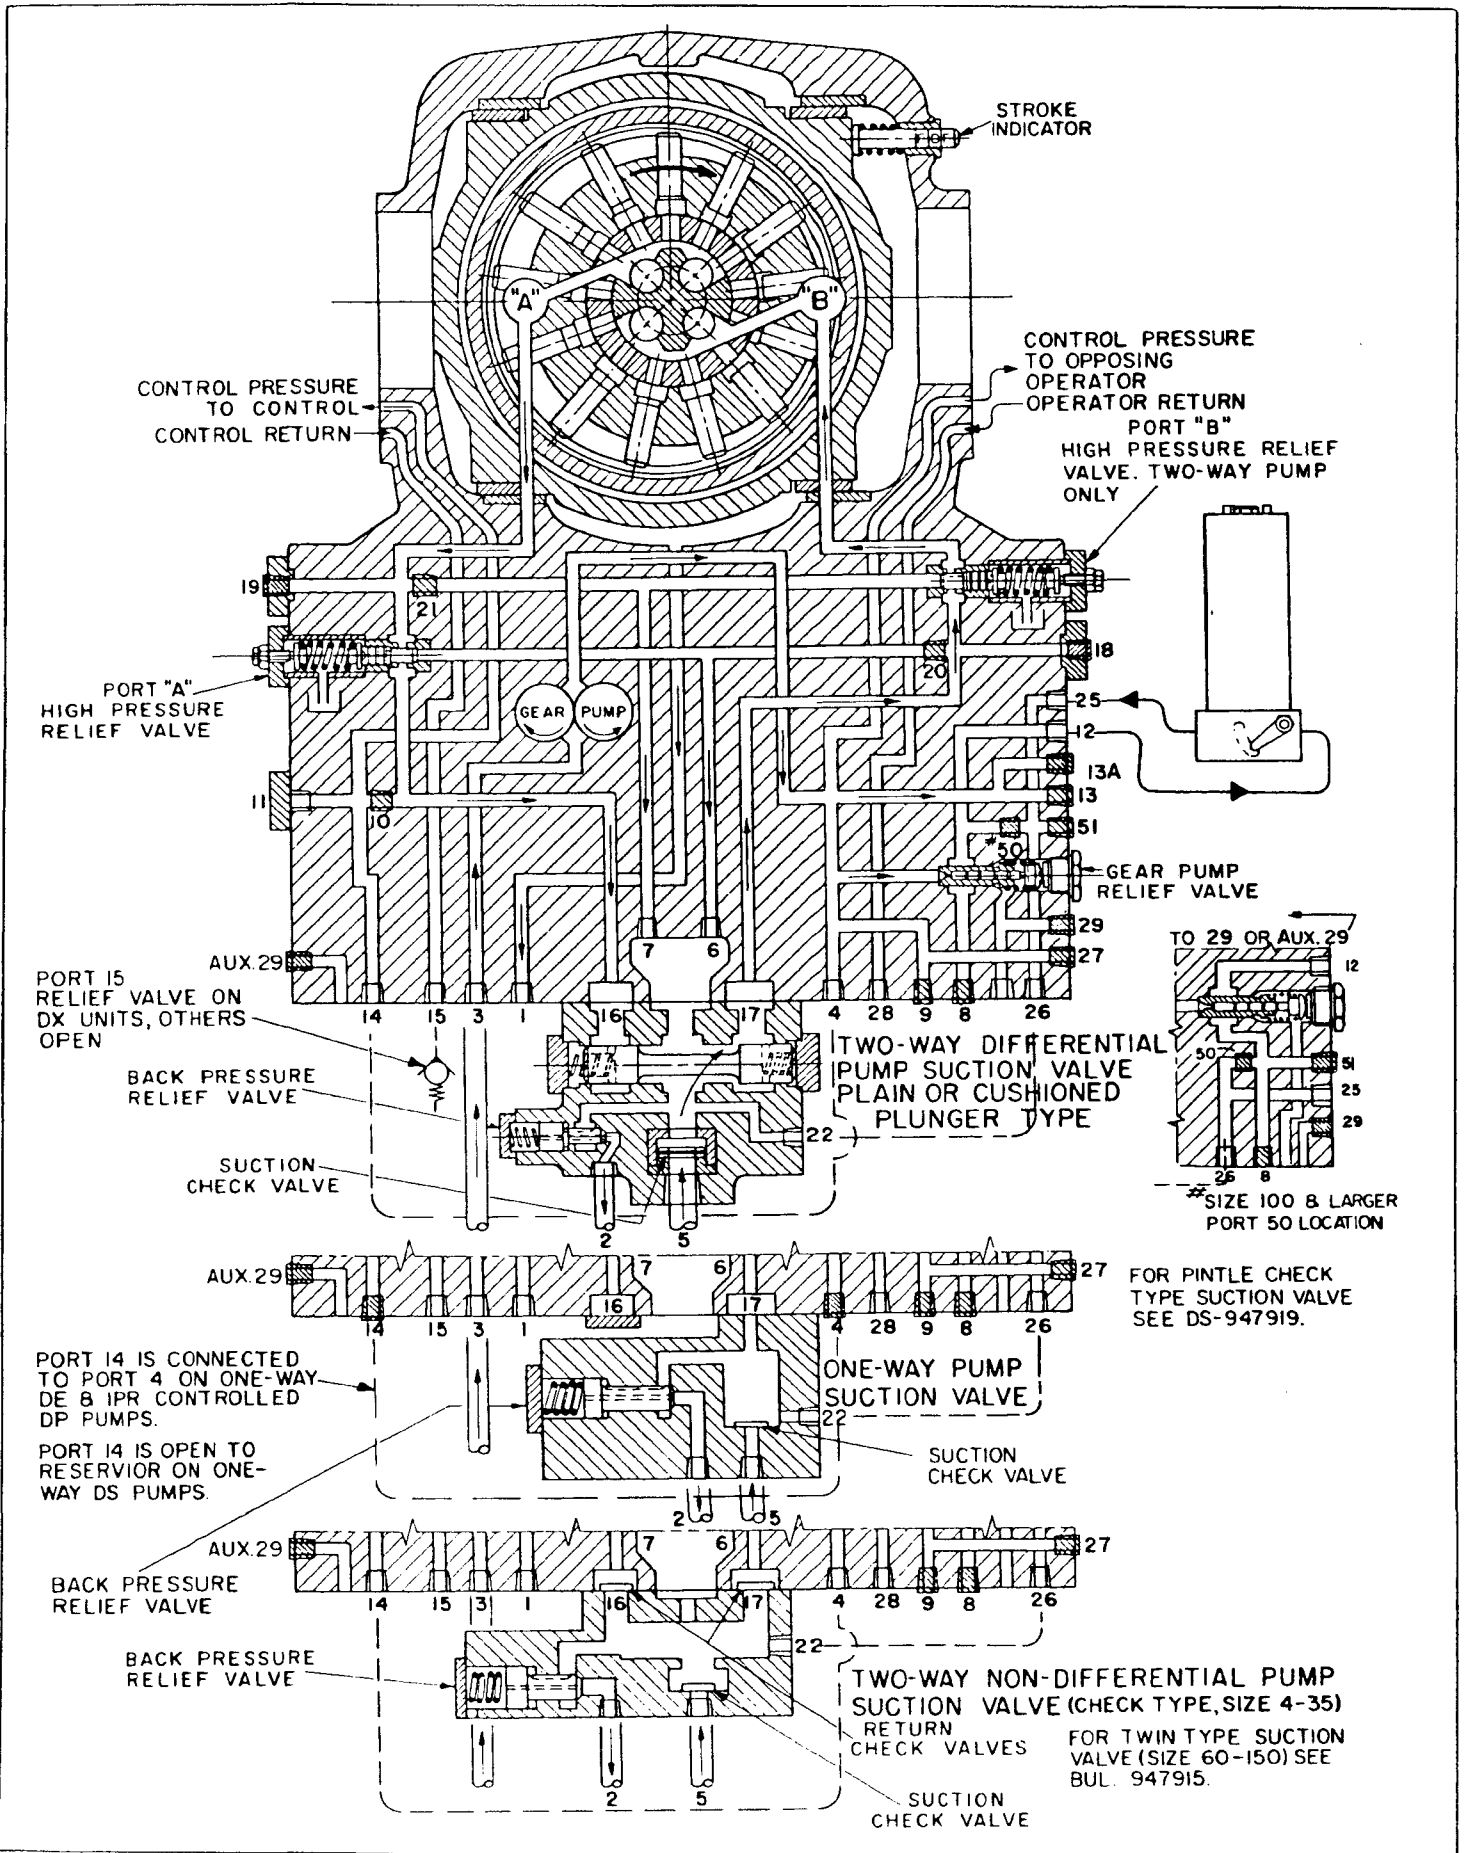 STROKE
INDICATOR
"A"
"B"
CONTROL PRESSURE
TO CONTROL
CONTROL RETURN
CONTROL PRESSURE
TO OPPOSING
OPERATOR
OPERATOR RETURN
PORT "B"
HIGH PRESSURE RELIEF
VALVE. TWO-WAY PUMP
ONLY
19
21
18
20
PORT "A"
HIGH PRESSURE
RELIEF VALVE
GEAR
PUMP
25
12
13A
13
51
#50
11
10
GEAR PUMP
RELIEF VALVE
29
27
7
6
AUX.29
14
15
3
1
16
17
4
28
9
8
26
PORT 15
RELIEF VALVE ON
DX UNITS, OTHERS
OPEN
BACK PRESSURE
RELIEF VALVE
SUCTION
CHECK VALVE
22
2
5
TWO-WAY DIFFERENTIAL
PUMP SUCTION VALVE
PLAIN OR CUSHIONED
PLUNGER TYPE
TO 29 OR AUX. 29
12
50
51
25
29
26
8
#SIZE 100 & LARGER
PORT 50 LOCATION
AUX.29
7
6
27
14
15
3
1
16
17
4
28
9
8
26
FOR PINTLE CHECK
TYPE SUCTION VALVE
SEE DS-947919.
PORT 14 IS CONNECTED
TO PORT 4 ON ONE-WAY
DE & IPR CONTROLLED
DP PUMPS.
PORT 14 IS OPEN TO
RESERVIOR ON ONE-
WAY DS PUMPS.
ONE-WAY PUMP
SUCTION VALVE
22
SUCTION
CHECK VALVE
2
5
AUX.29
7
6
27
14
15
3
1
16
17
4
28
9
8
26
BACK PRESSURE
RELIEF VALVE
BACK PRESSURE
RELIEF VALVE
22
TWO-WAY NON-DIFFERENTIAL PUMP
SUCTION VALVE (CHECK TYPE, SIZE 4-35)
RETURN
CHECK VALVES
FOR TWIN TYPE SUCTION
VALVE (SIZE 60-150) SEE
BUL. 947915.
2
5
SUCTION
CHECK VALVE